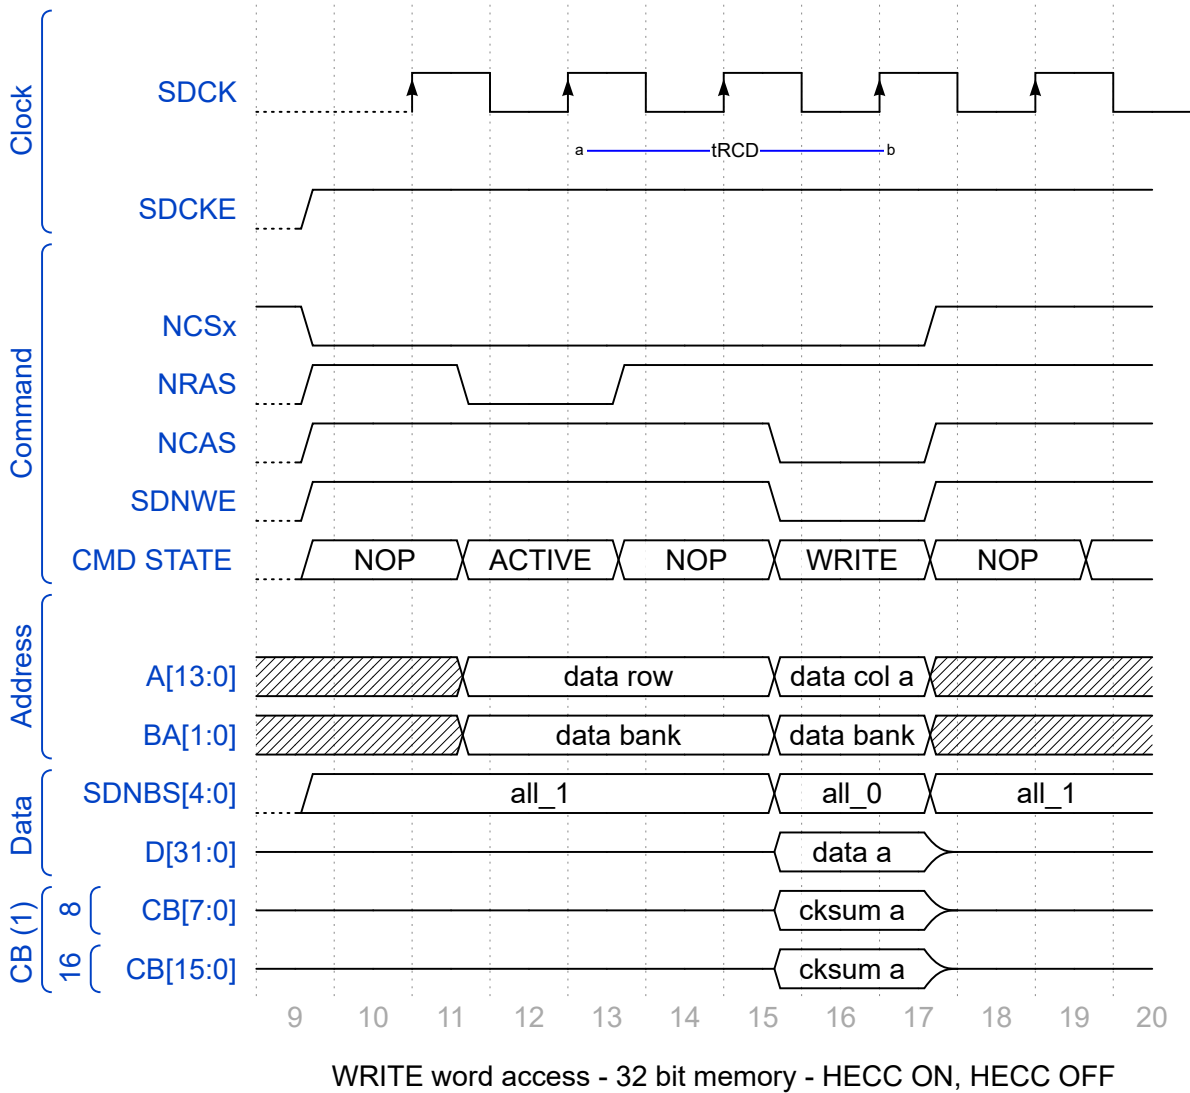 Clock
SDCK
a tRCD b
SDCKE
Command
NCSx
NRAS
NCAS
SDNWE
CMD STATE NOP ACTIVE NOP WRITE NOP
Address
A[13:0] data row data col a
BA[1:0] data bank data bank
Data
SDNBS[4:0] all_1 all_0 all_1
D[31:0] data a
CB (1)
8 CB[7:0] cksum a
16 CB[15:0] cksum a
9 10 11 12 13 14 15 16 17 18 19 20
WRITE word access - 32 bit memory - HECC ON, HECC OFF